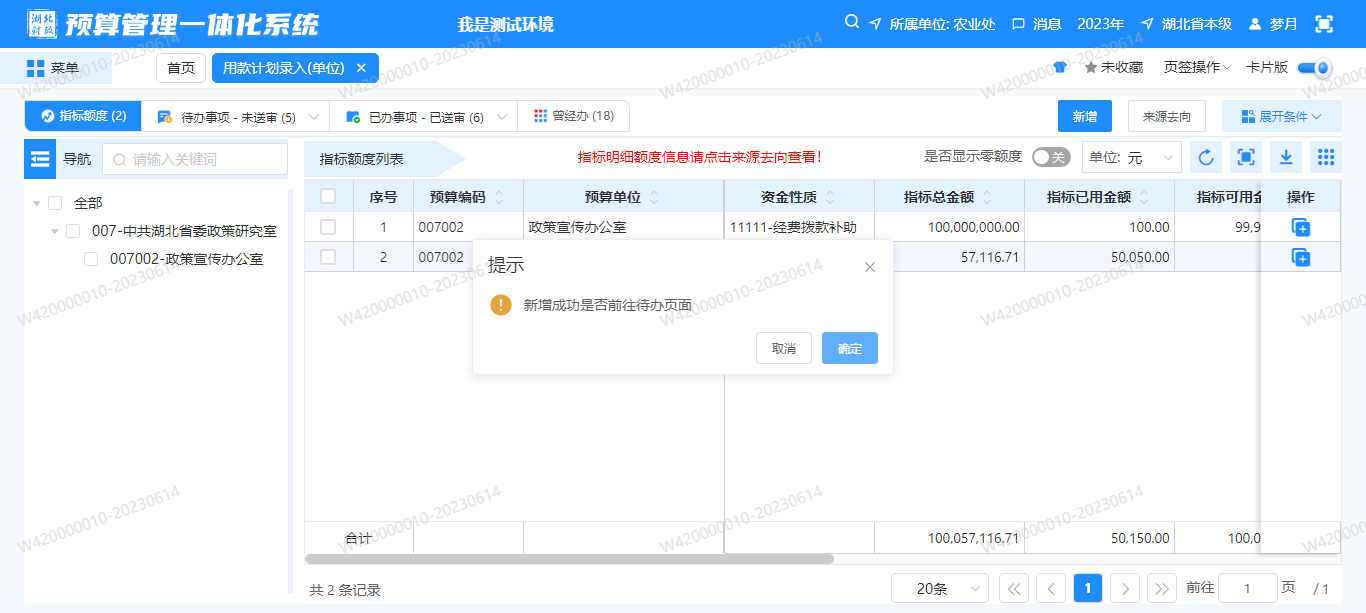 湖北财政 预算管理一体化系统 我是测试环境 所属单位: 农业处 消息 2023年 湖北省本级 梦月
菜单 首页 用款计划录入(单位) 未收藏 页签操作 卡片版
指标额度 (2) 待办事项 - 未送审 (5) 已办事项 - 已送审 (6) 曾经办 (18) 新增 来源去向 展开条件
导航 请输入关键词 指标额度列表 指标明细额度信息请点击来源去向查看! 是否显示零额度 关 单位: 元
全部
007-中共湖北省委政策研究室
007002-政策宣传办公室
序号 预算编码 预算单位 资金性质 指标总金额 指标已用金额 指标可用金 操作
1 007002 政策宣传办公室 11111-经费拨款补助 100,000,000.00 100.00 99,9
2 007002 57,116.71 50,050.00
提示
新增成功是否前往待办页面
取消 确定
合计 100,057,116.71 50,150.00 100,0
共 2 条记录 20条 1 前往 1 页 / 1
W420000010-20230614